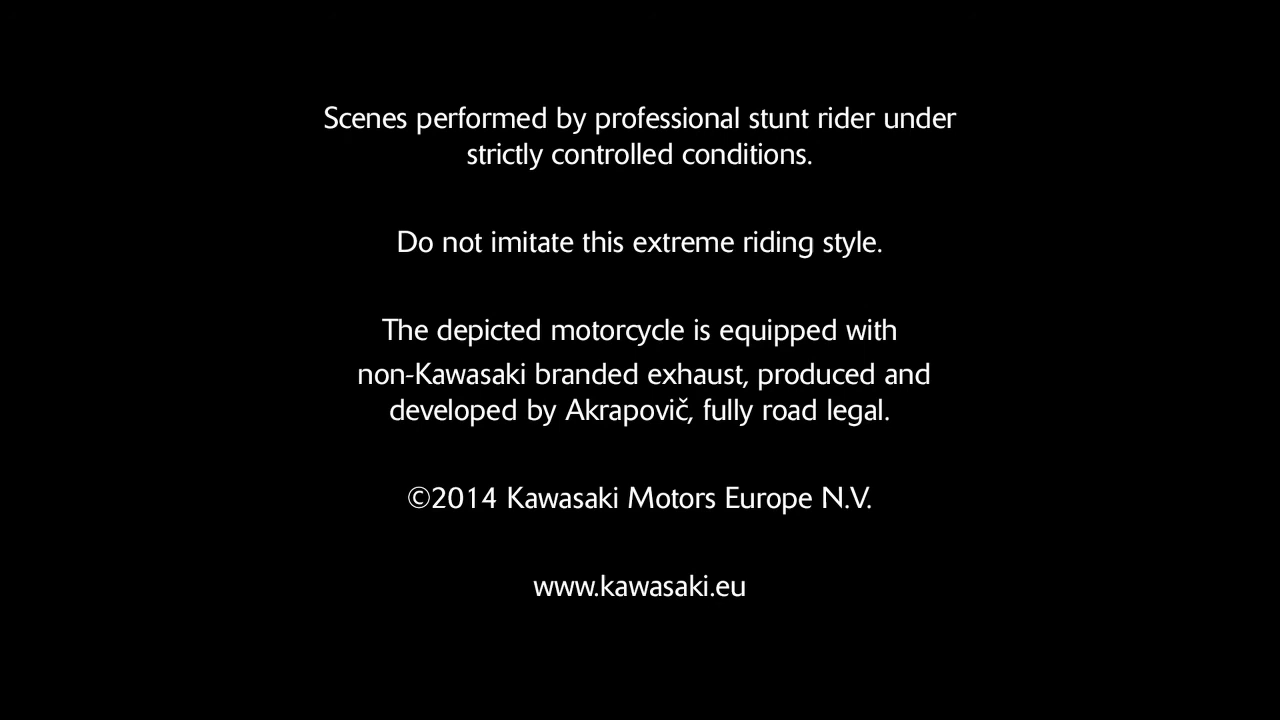 Scenes performed by professional stunt rider under
strictly controlled conditions.
Do not imitate this extreme riding style.
The depicted motorcycle is equipped with
non-Kawasaki branded exhaust, produced and
developed by Akrapovič, fully road legal.
©2014 Kawasaki Motors Europe N.V.
www.kawasaki.eu